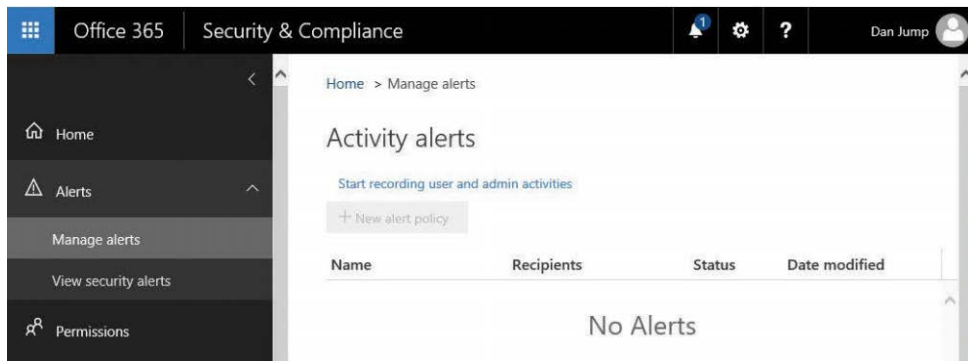 Office 365 Security & Compliance 1 ? Dan Jump
Home > Manage alerts
Home
Activity alerts
Alerts
Start recording user and admin activities
+ New alert policy
Manage alerts
View security alerts
Name Recipients Status Date modified
No Alerts
Permissions